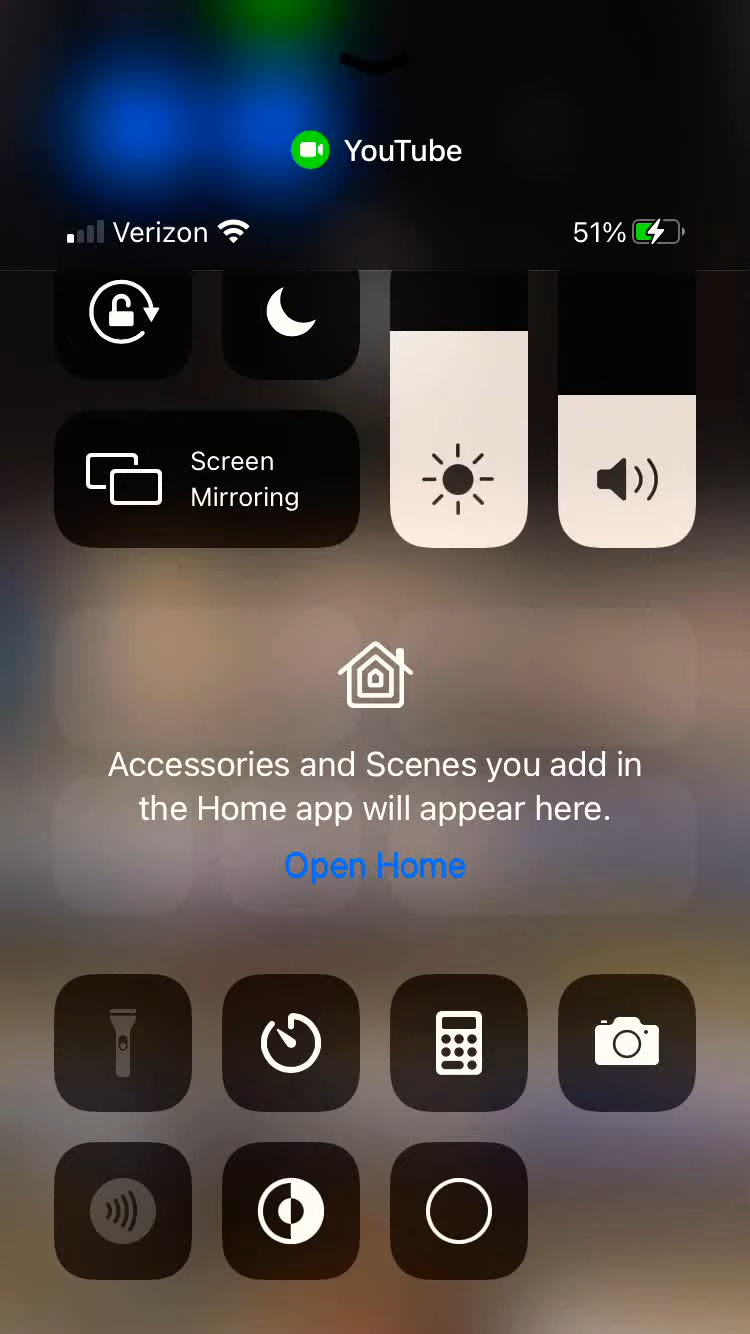 YouTube
Verizon
51%
Screen
Mirroring
Accessories and Scenes you add in
the Home app will appear here.
Open Home